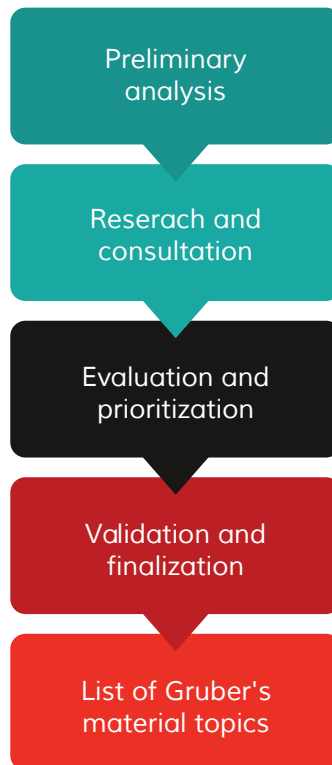 Preliminary
analysis
Reserach and
consultation
Evaluation and
prioritization
Validation and
finalization
List of Gruber's
material topics